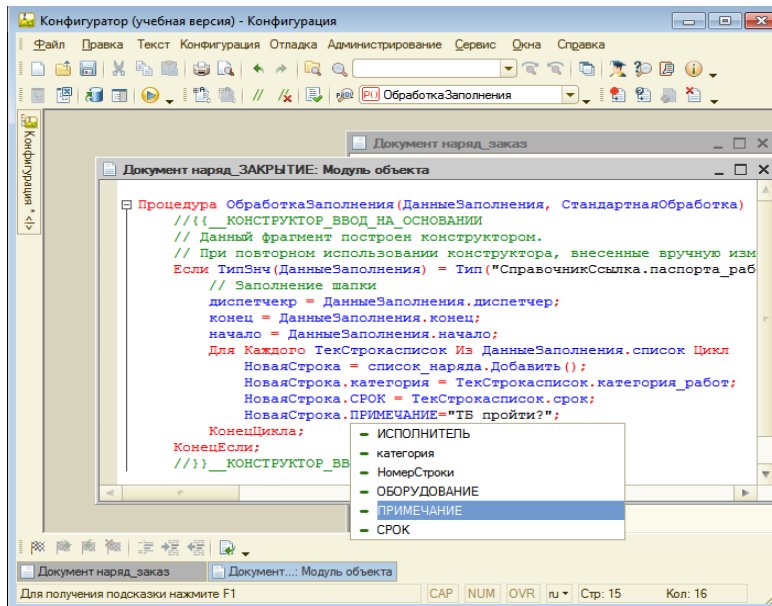 Конфигуратор (учебная версия) - Конфигурация
Файл Правка Текст Конфигурация Отладка Администрирование Сервис Окна Справка
ОбработкаЗаполнения
Конфигурация *
Документ наряд_заказ
Документ наряд_ЗАКРЫТИЕ: Модуль объекта
Процедура ОбработкаЗаполнения(ДанныеЗаполнения, СтандартнаяОбработка)
//{{__КОНСТРУКТОР_ВВОД_НА_ОСНОВАНИИ
// Данный фрагмент построен конструктором.
// При повторном использовании конструктора, внесенные вручную изм
Если ТипЗнч(ДанныеЗаполнения) = Тип("СправочникСсылка.паспорта_раб
// Заполнение шапки
диспетчекр = ДанныеЗаполнения.диспетчер;
конец = ДанныеЗаполнения.конец;
начало = ДанныеЗаполнения.начало;
Для Каждого ТекСтрокасписок Из ДанныеЗаполнения.список Цикл
НоваяСтрока = список_наряда.Добавить();
НоваяСтрока.категория = ТекСтрокасписок.категория_работ;
НоваяСтрока.СРОК = ТекСтрокасписок.срок;
НоваяСтрока.ПРИМЕЧАНИЕ="ТБ пройти?";
КонецЦикла;
КонецЕсли;
//}}__КОНСТРУКТОР_ВВ
ИСПОЛНИТЕЛЬ
категория
НомерСтроки
ОБОРУДОВАНИЕ
ПРИМЕЧАНИЕ
СРОК
Документ наряд_заказ
Документ...: Модуль объекта
Для получения подсказки нажмите F1
CAP NUM OVR ru Стр: 15 Кол: 16